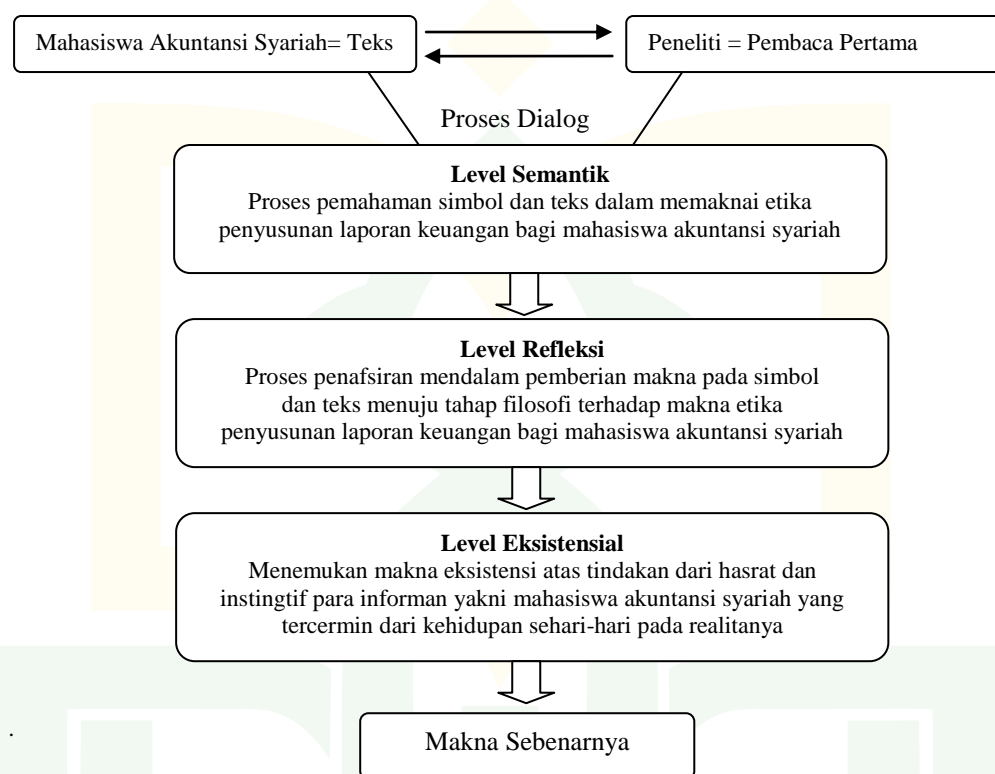 Mahasiswa Akuntansi Syariah= Teks
Peneliti = Pembaca Pertama
Proses Dialog
Level Semantik
Proses pemahaman simbol dan teks dalam memaknai etika
penyusunan laporan keuangan bagi mahasiswa akuntansi syariah
Level Refleksi
Proses penafsiran mendalam pemberian makna pada simbol
dan teks menuju tahap filosofi terhadap makna etika
penyusunan laporan keuangan bagi mahasiswa akuntansi syariah
Level Eksistensial
Menemukan makna eksistensi atas tindakan dari hasrat dan
instingtif para informan yakni mahasiswa akuntansi syariah yang
tercermin dari kehidupan sehari-hari pada realitanya
.
Makna Sebenarnya